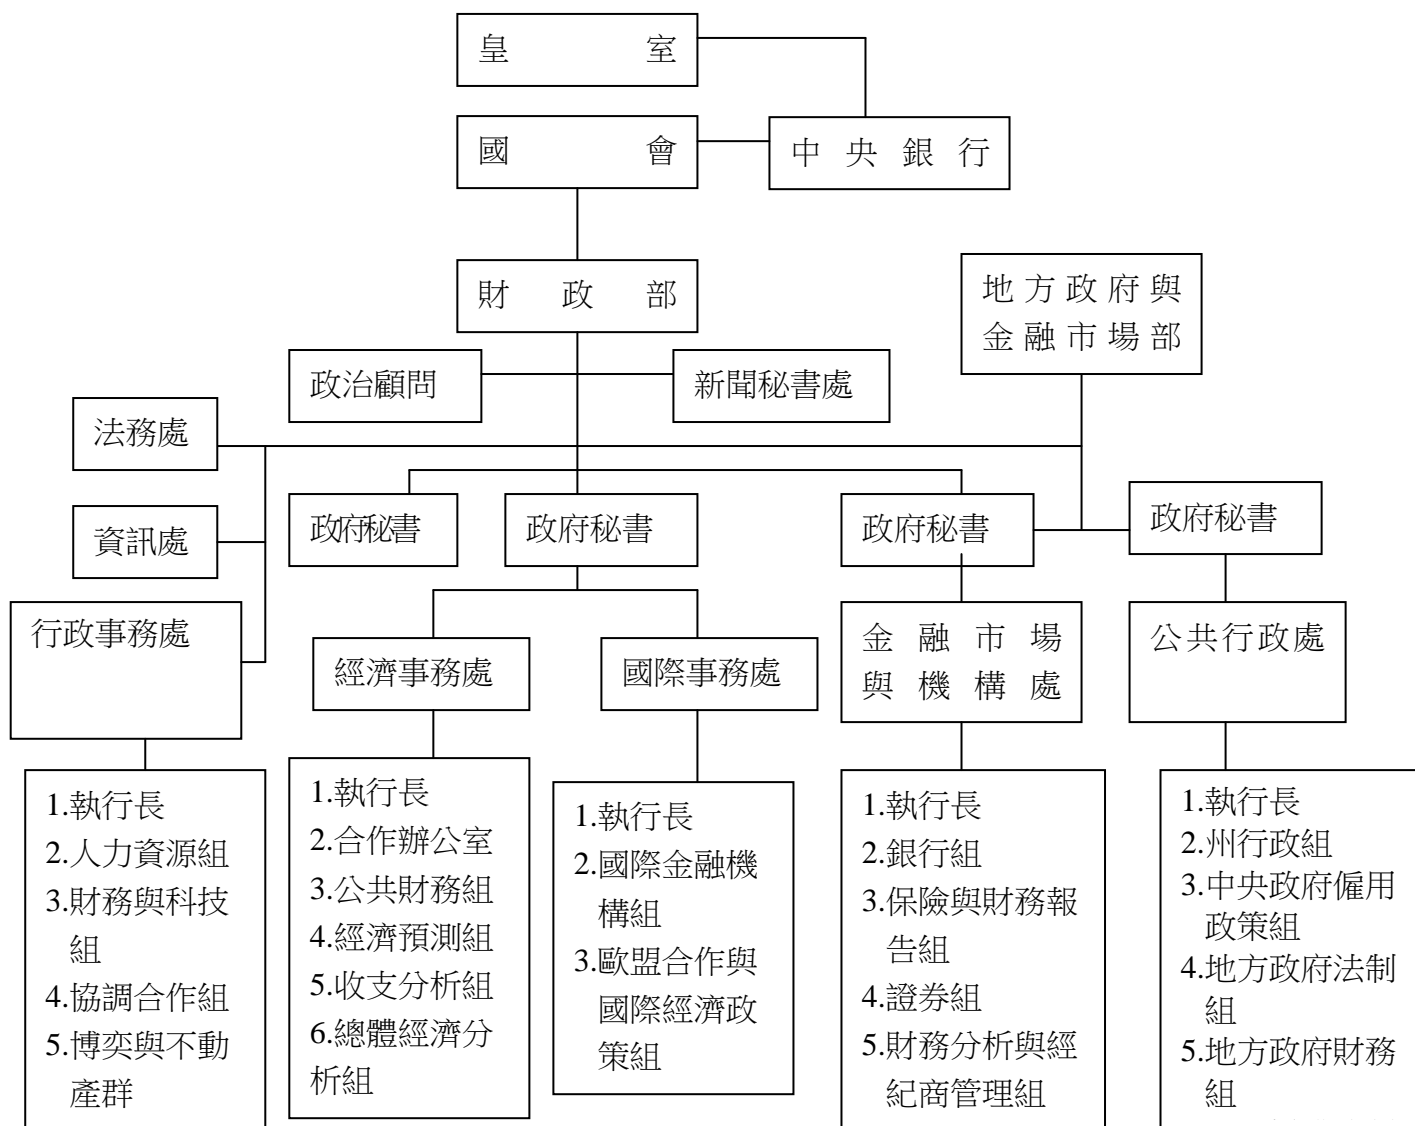 皇室
國會
中央銀行
財政部
地方政府與
金融市場部
政治顧問
新聞秘書處
法務處
政府秘書
政府秘書
政府秘書
政府秘書
資訊處
行政事務處
經濟事務處
國際事務處
金融市場
與機構處
公共行政處
1.執行長
2.人力資源組
3.財務與科技
組
4.協調合作組
5.博奕與不動
產群
1.執行長
2.合作辦公室
3.公共財務組
4.經濟預測組
5.收支分析組
6.總體經濟分
析組
1.執行長
2.國際金融機
構組
3.歐盟合作與
國際經濟政
策組
1.執行長
2.銀行組
3.保險與財務報
告組
4.證券組
5.財務分析與經
紀商管理組
1.執行長
2.州行政組
3.中央政府僱用
政策組
4.地方政府法制
組
5.地方政府財務
組